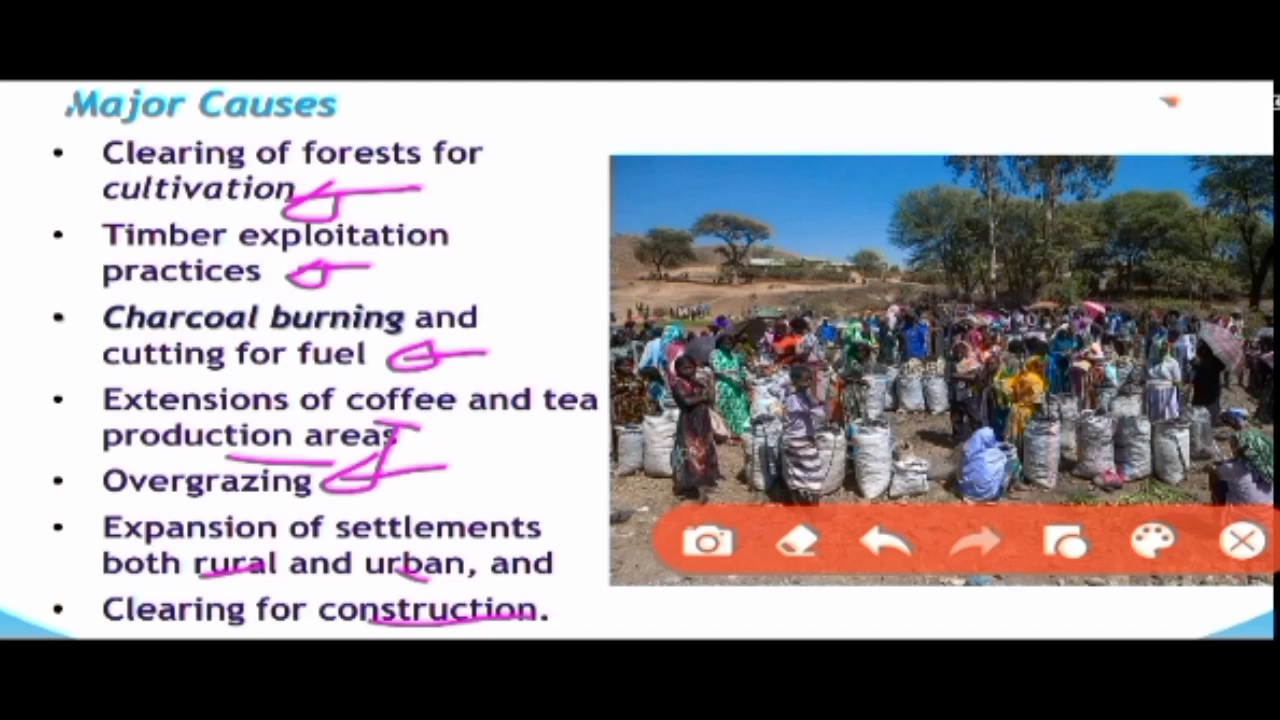 Major Causes
• Clearing of forests for
cultivation
• Timber exploitation
practices
• Charcoal burning and
cutting for fuel
• Extensions of coffee and tea
production areas
• Overgrazing
• Expansion of settlements
both rural and urban, and
• Clearing for construction.